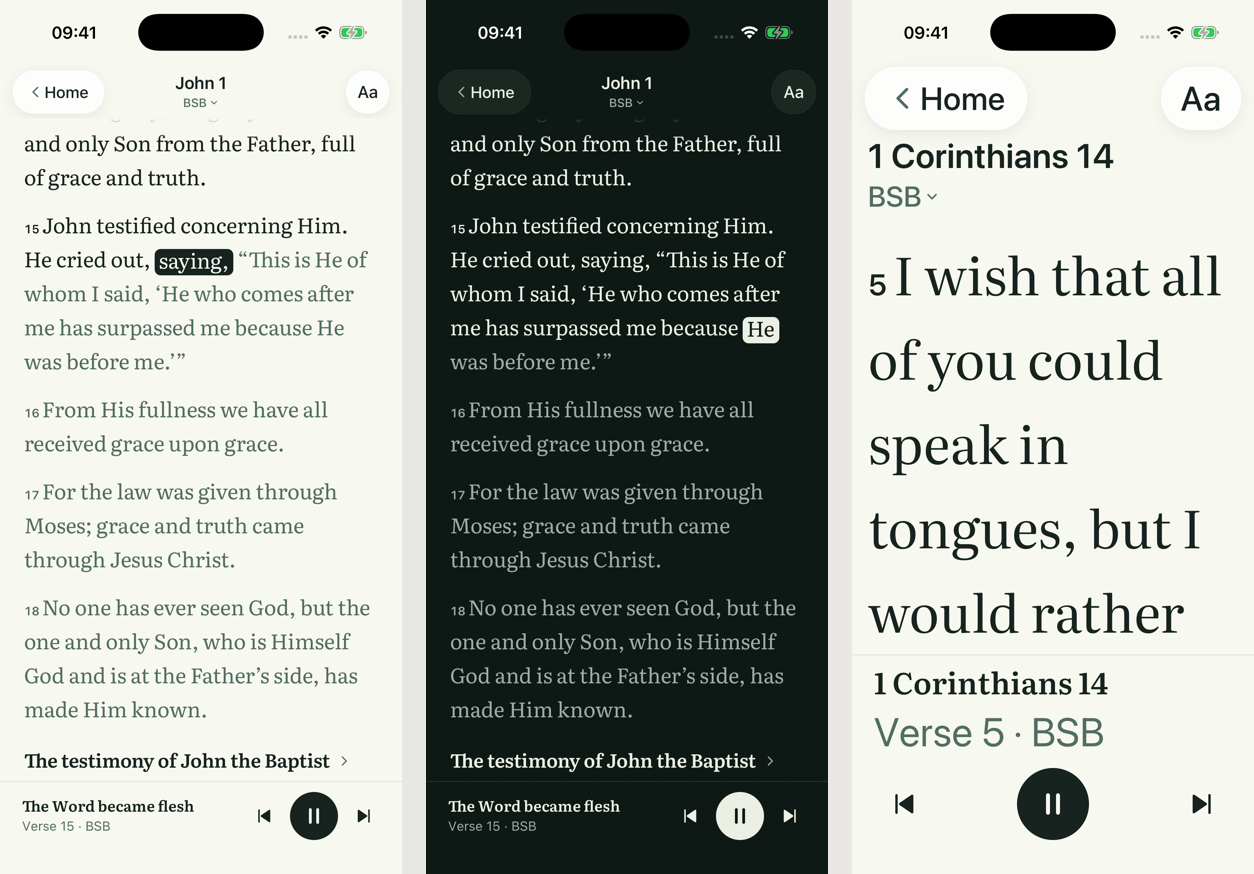 09:41
Home
John 1
BSB
Aa
and only Son from the Father, full
of grace and truth.
15 John testified concerning Him.
He cried out, saying, “This is He of
whom I said, ‘He who comes after
me has surpassed me because He
was before me.’”
16 From His fullness we have all
received grace upon grace.
17 For the law was given through
Moses; grace and truth came
through Jesus Christ.
18 No one has ever seen God, but the
one and only Son, who is Himself
God and is at the Father’s side, has
made Him known.
The testimony of John the Baptist
The Word became flesh
Verse 15 · BSB
09:41
Home
John 1
BSB
Aa
and only Son from the Father, full
of grace and truth.
15 John testified concerning Him.
He cried out, saying, “This is He of
whom I said, ‘He who comes after
me has surpassed me because He
was before me.’”
16 From His fullness we have all
received grace upon grace.
17 For the law was given through
Moses; grace and truth came
through Jesus Christ.
18 No one has ever seen God, but the
one and only Son, who is Himself
God and is at the Father’s side, has
made Him known.
The testimony of John the Baptist
The Word became flesh
Verse 15 · BSB
09:41
Home
Aa
1 Corinthians 14
BSB
5 I wish that all
of you could
speak in
tongues, but I
would rather
1 Corinthians 14
Verse 5 · BSB